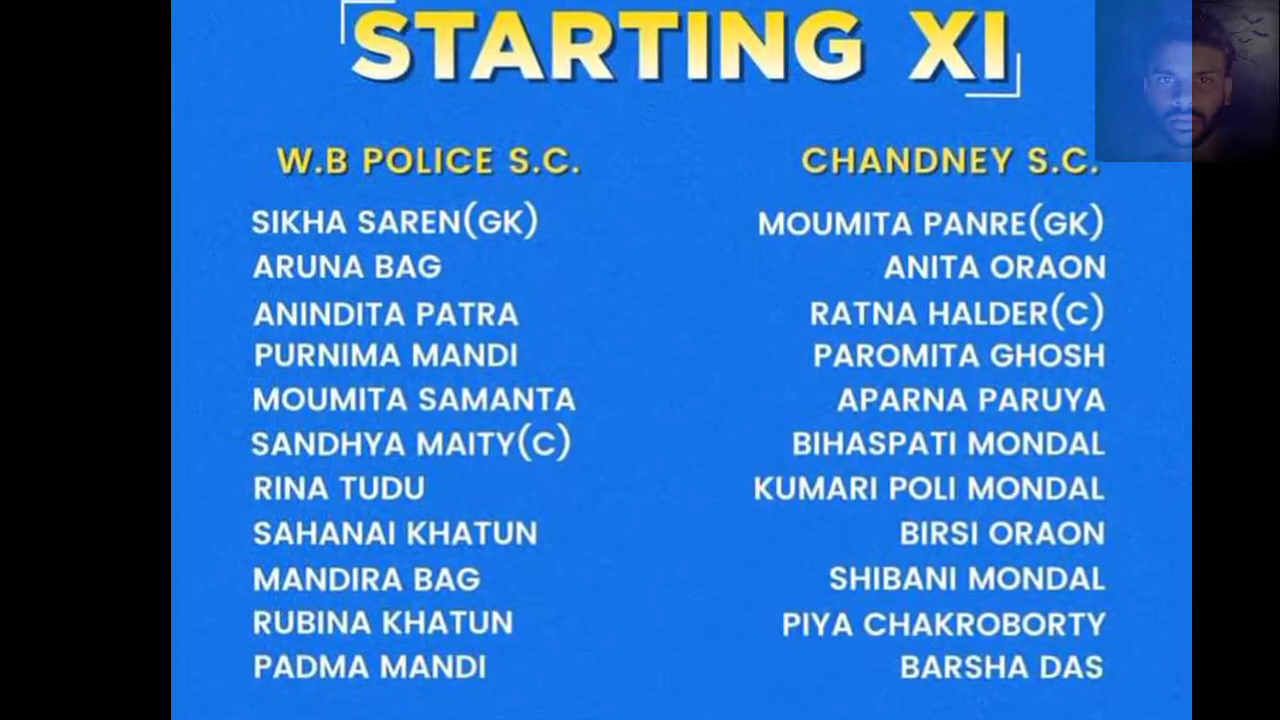 STARTING XI
W.B POLICE S.C.
SIKHA SAREN(GK)
ARUNA BAG
ANINDITA PATRA
PURNIMA MANDI
MOUMITA SAMANTA
SANDHYA MAITY(C)
RINA TUDU
SAHANAI KHATUN
MANDIRA BAG
RUBINA KHATUN
PADMA MANDI
CHANDNEY S.C.
MOUMITA PANRE(GK)
ANITA ORAON
RATNA HALDER(C)
PAROMITA GHOSH
APARNA PARUYA
BIHASPATI MONDAL
KUMARI POLI MONDAL
BIRSI ORAON
SHIBANI MONDAL
PIYA CHAKROBORTY
BARSHA DAS